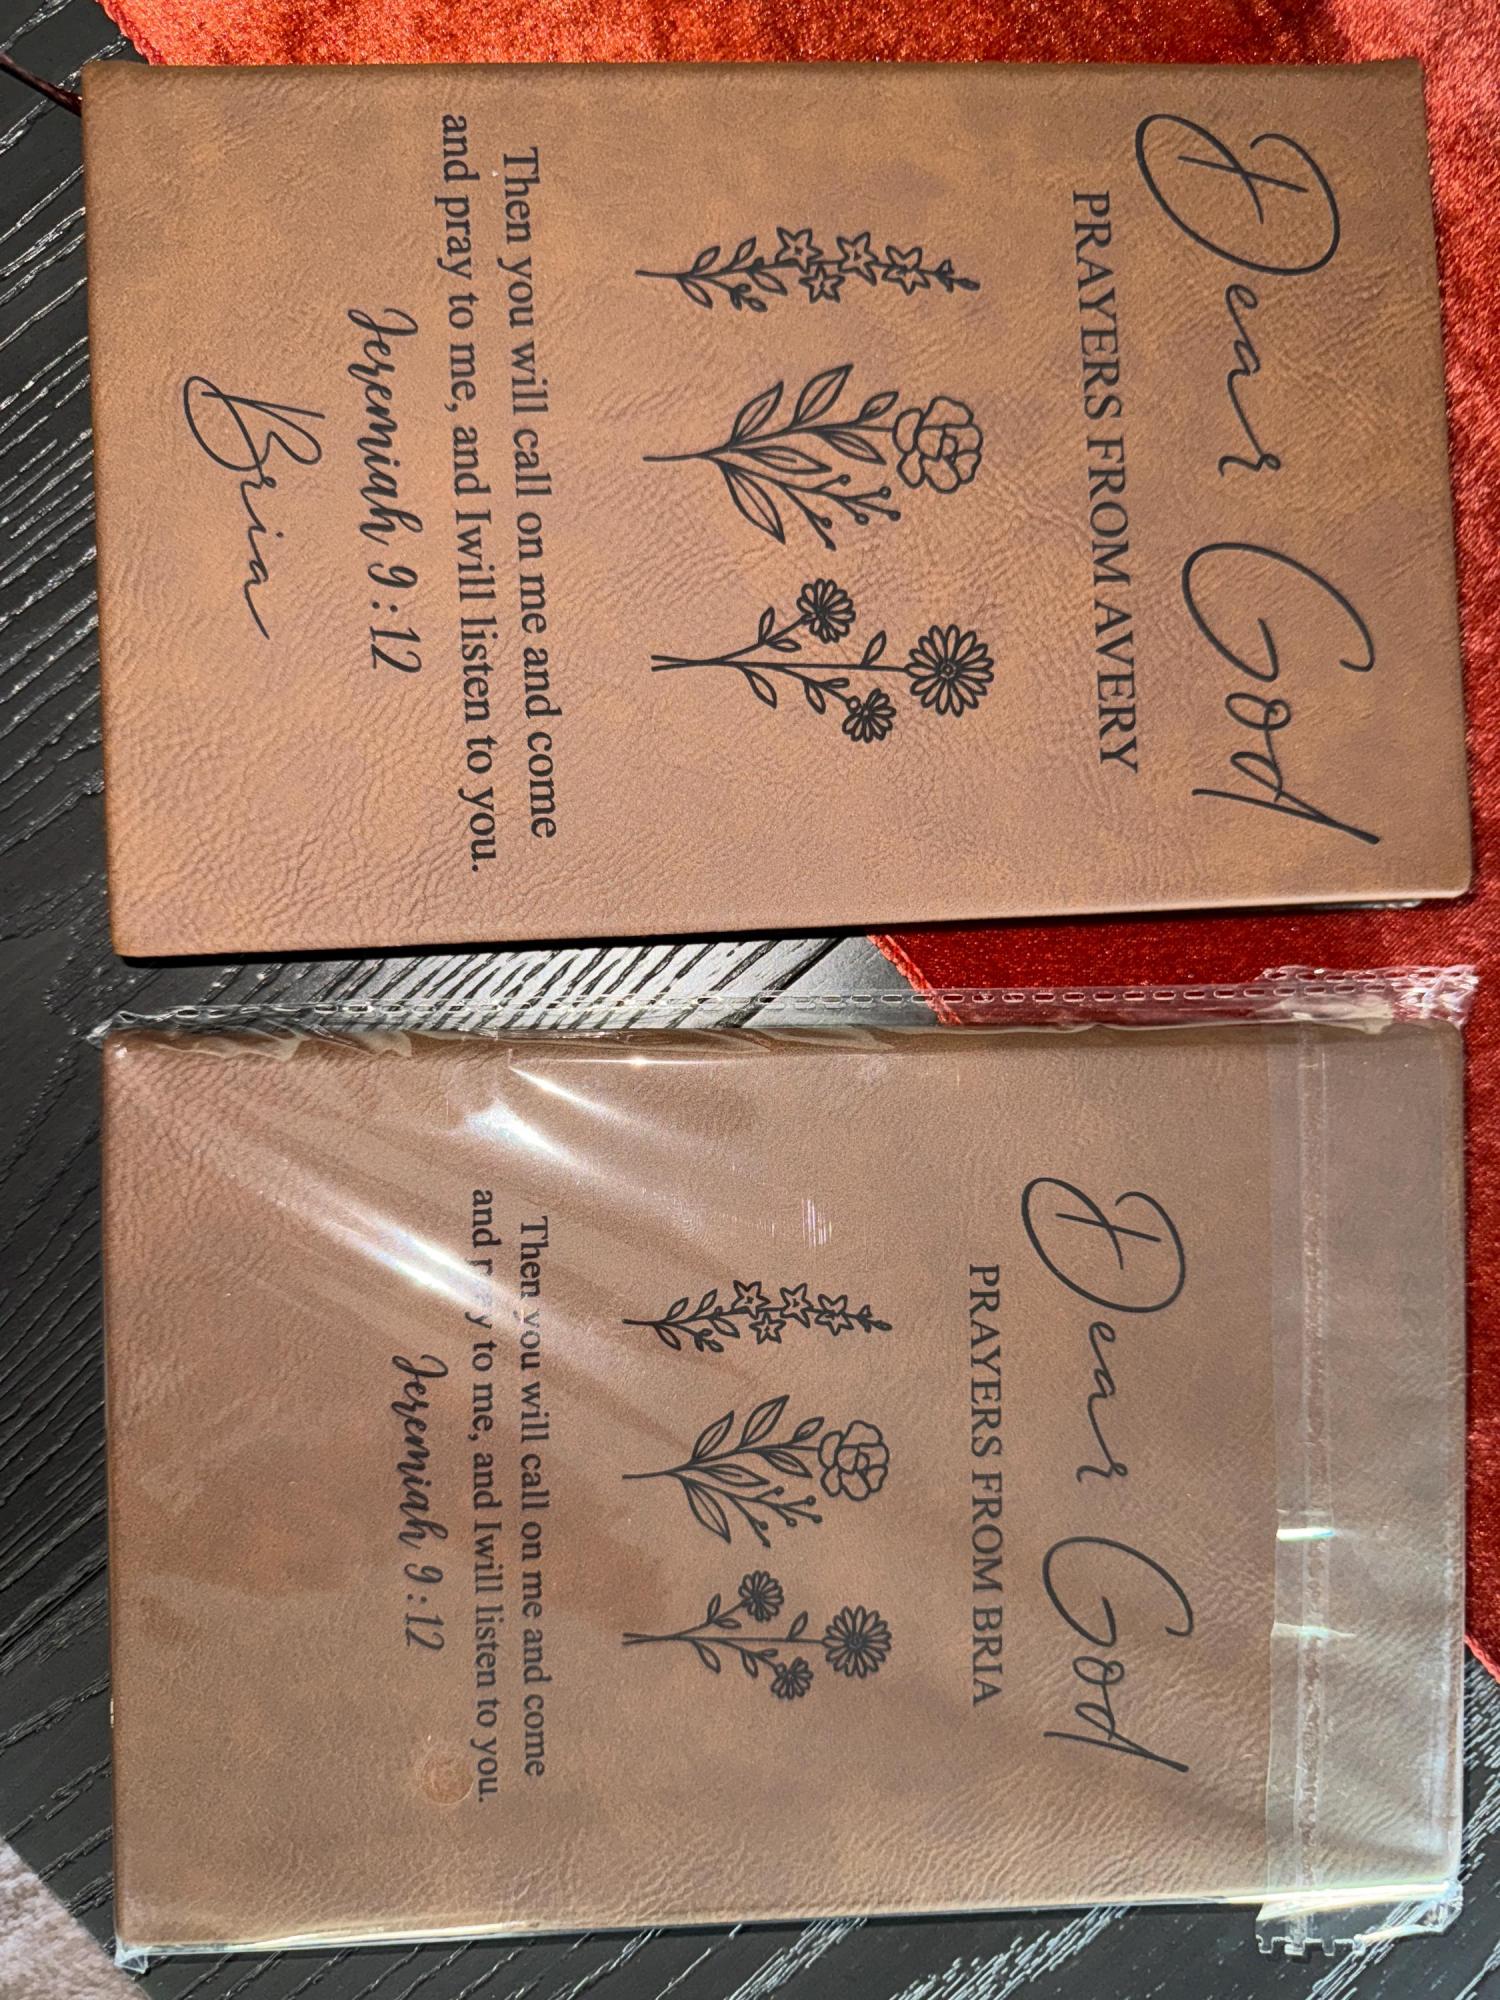 Dear God
PRAYERS FROM AVERY
Then you will call on me and come
and pray to me, and Iwill listen to you.
Jeremiah 9:12
Bria
Dear God
PRAYERS FROM BRIA
Then you will call on me and come
and pray to me, and Iwill listen to you.
Jeremiah 9:12